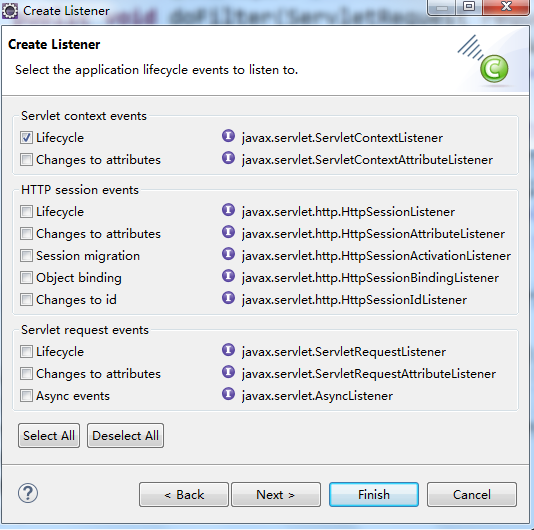 Create Listener
void doFilter(ServletRequest
Create Listener
Select the application lifecycle events to listen to.
Servlet context events
Lifecycle javax.servlet.ServletContextListener
Changes to attributes javax.servlet.ServletContextAttributeListener
HTTP session events
Lifecycle javax.servlet.http.HttpSessionListener
Changes to attributes javax.servlet.http.HttpSessionAttributeListener
Session migration javax.servlet.http.HttpSessionActivationListener
Object binding javax.servlet.http.HttpSessionBindingListener
Changes to id javax.servlet.http.HttpSessionIdListener
Servlet request events
Lifecycle javax.servlet.ServletRequestListener
Changes to attributes javax.servlet.ServletRequestAttributeListener
Async events javax.servlet.AsyncListener
Select All Deselect All
? < Back Next > Finish Cancel